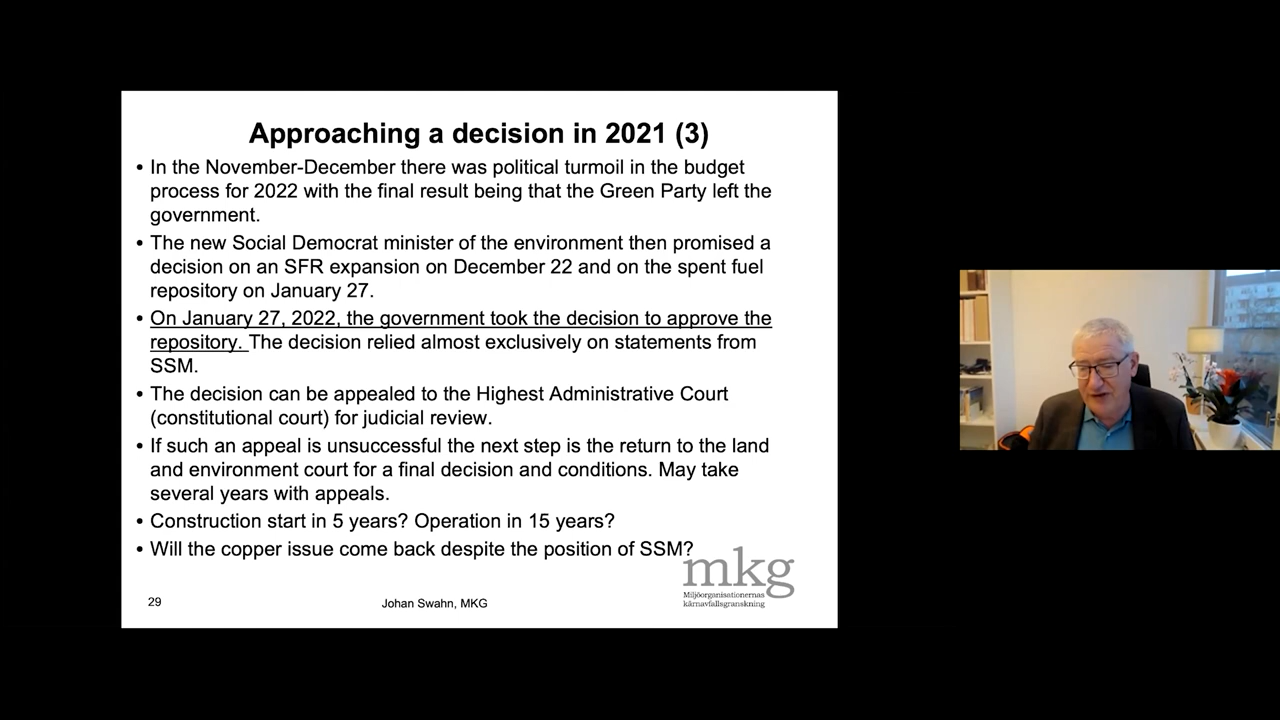 Approaching a decision in 2021 (3)
• In the November-December there was political turmoil in the budget
process for 2022 with the final result being that the Green Party left the
government.
• The new Social Democrat minister of the environment then promised a
decision on an SFR expansion on December 22 and on the spent fuel
repository on January 27.
• On January 27, 2022, the government took the decision to approve the
repository. The decision relied almost exclusively on statements from
SSM.
• The decision can be appealed to the Highest Administrative Court
(constitutional court) for judicial review.
• If such an appeal is unsuccessful the next step is the return to the land
and environment court for a final decision and conditions. May take
several years with appeals.
• Construction start in 5 years? Operation in 15 years?
• Will the copper issue come back despite the position of SSM?
mkg
Miljöorganisationernas
kärnavfallsgranskning
29
Johan Swahn, MKG